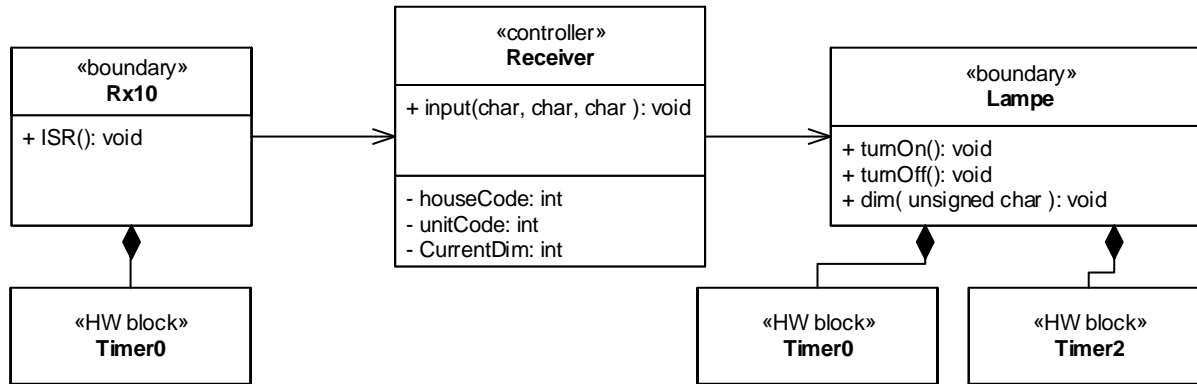 «boundary»
Rx10
+ ISR(): void
«controller»
Receiver
+ input(char, char, char ): void
- houseCode: int
- unitCode: int
- CurrentDim: int
«boundary»
Lampe
+ turnOn(): void
+ turnOff(): void
+ dim( unsigned char ): void
«HW block»
Timer0
«HW block»
Timer0
«HW block»
Timer2